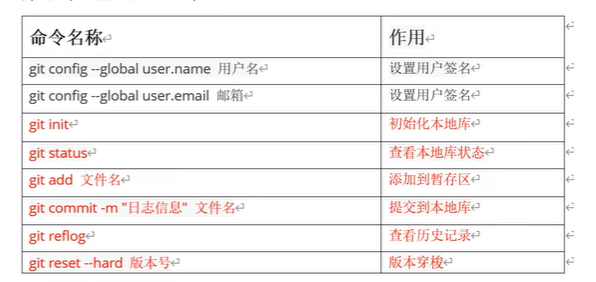 命令名称 作用
git config --global user.name 用户名 设置用户签名
git config --global user.email 邮箱 设置用户签名
git init 初始化本地库
git status 查看本地库状态
git add 文件名 添加到暂存区
git commit -m "日志信息" 文件名 提交到本地库
git reflog 查看历史记录
git reset --hard 版本号 版本穿梭